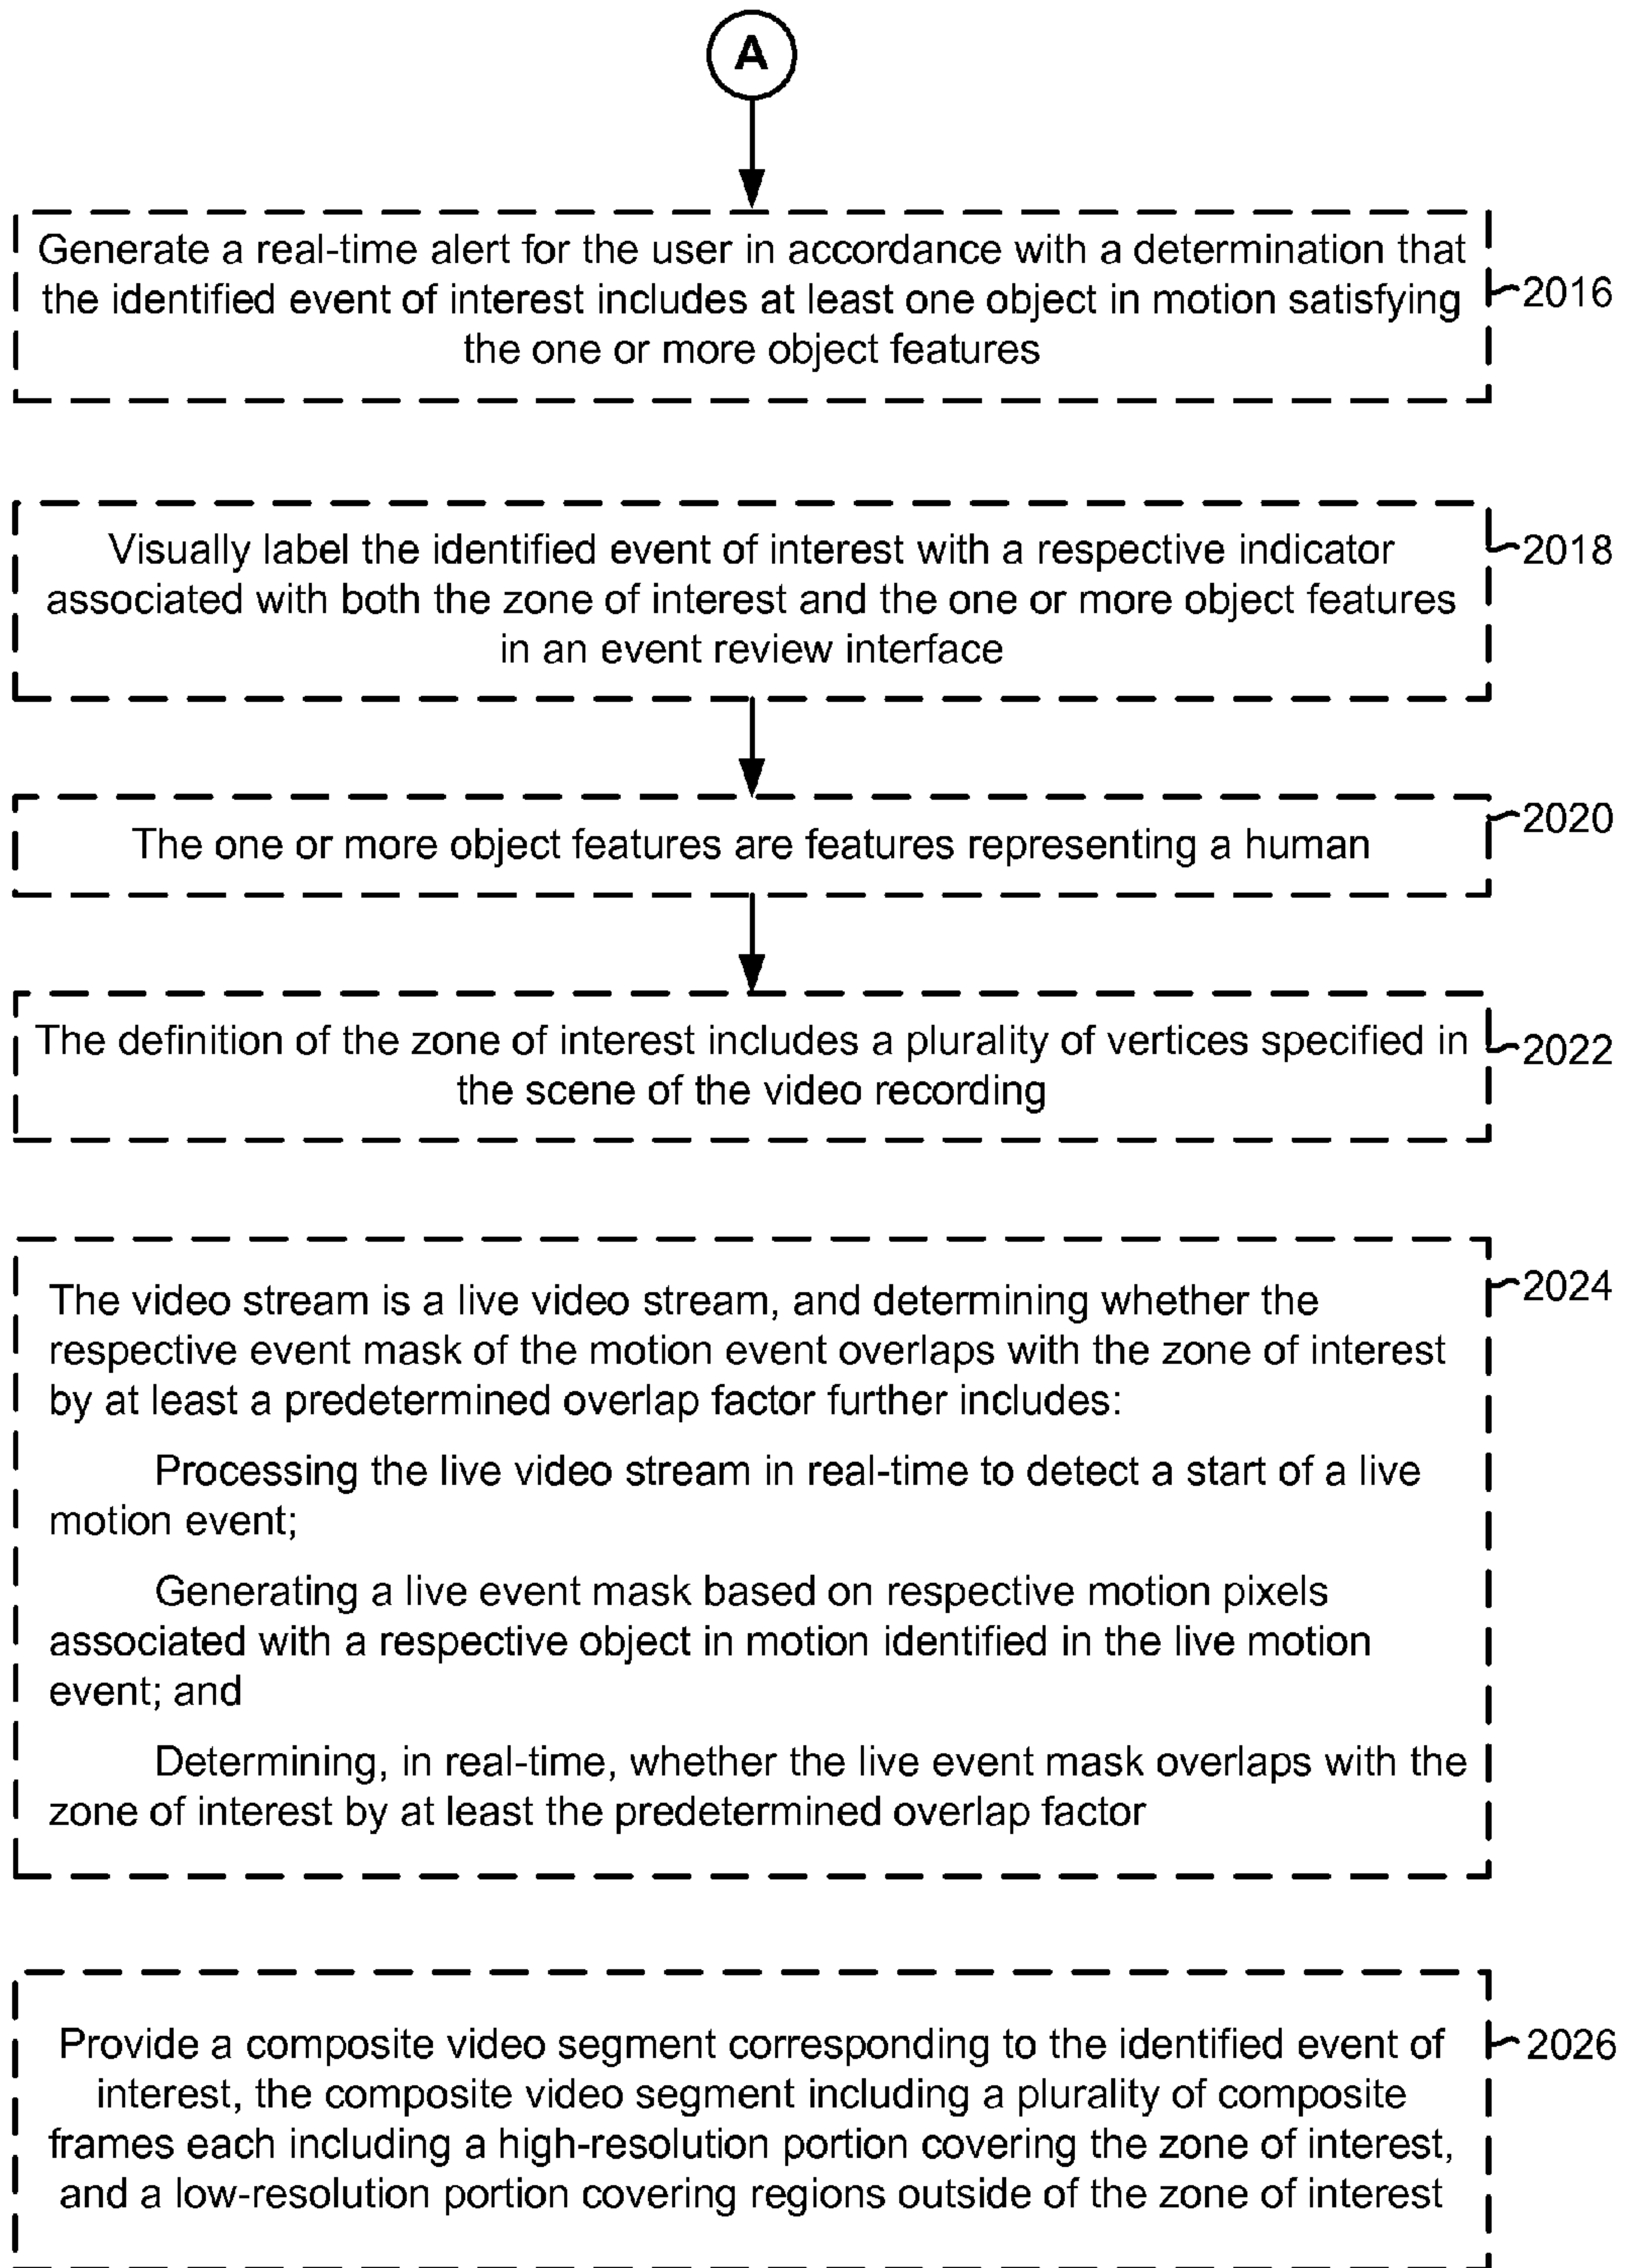 A
Generate a real-time alert for the user in accordance with a determination that
the identified event of interest includes at least one object in motion satisfying
the one or more object features
2016
Visually label the identified event of interest with a respective indicator
associated with both the zone of interest and the one or more object features
in an event review interface
2018
The one or more object features are features representing a human
2020
The definition of the zone of interest includes a plurality of vertices specified in
the scene of the video recording
2022
The video stream is a live video stream, and determining whether the
respective event mask of the motion event overlaps with the zone of interest
by at least a predetermined overlap factor further includes:
Processing the live video stream in real-time to detect a start of a live
motion event;
Generating a live event mask based on respective motion pixels
associated with a respective object in motion identified in the live motion
event; and
Determining, in real-time, whether the live event mask overlaps with the
zone of interest by at least the predetermined overlap factor
2024
Provide a composite video segment corresponding to the identified event of
interest, the composite video segment including a plurality of composite
frames each including a high-resolution portion covering the zone of interest,
and a low-resolution portion covering regions outside of the zone of interest
2026